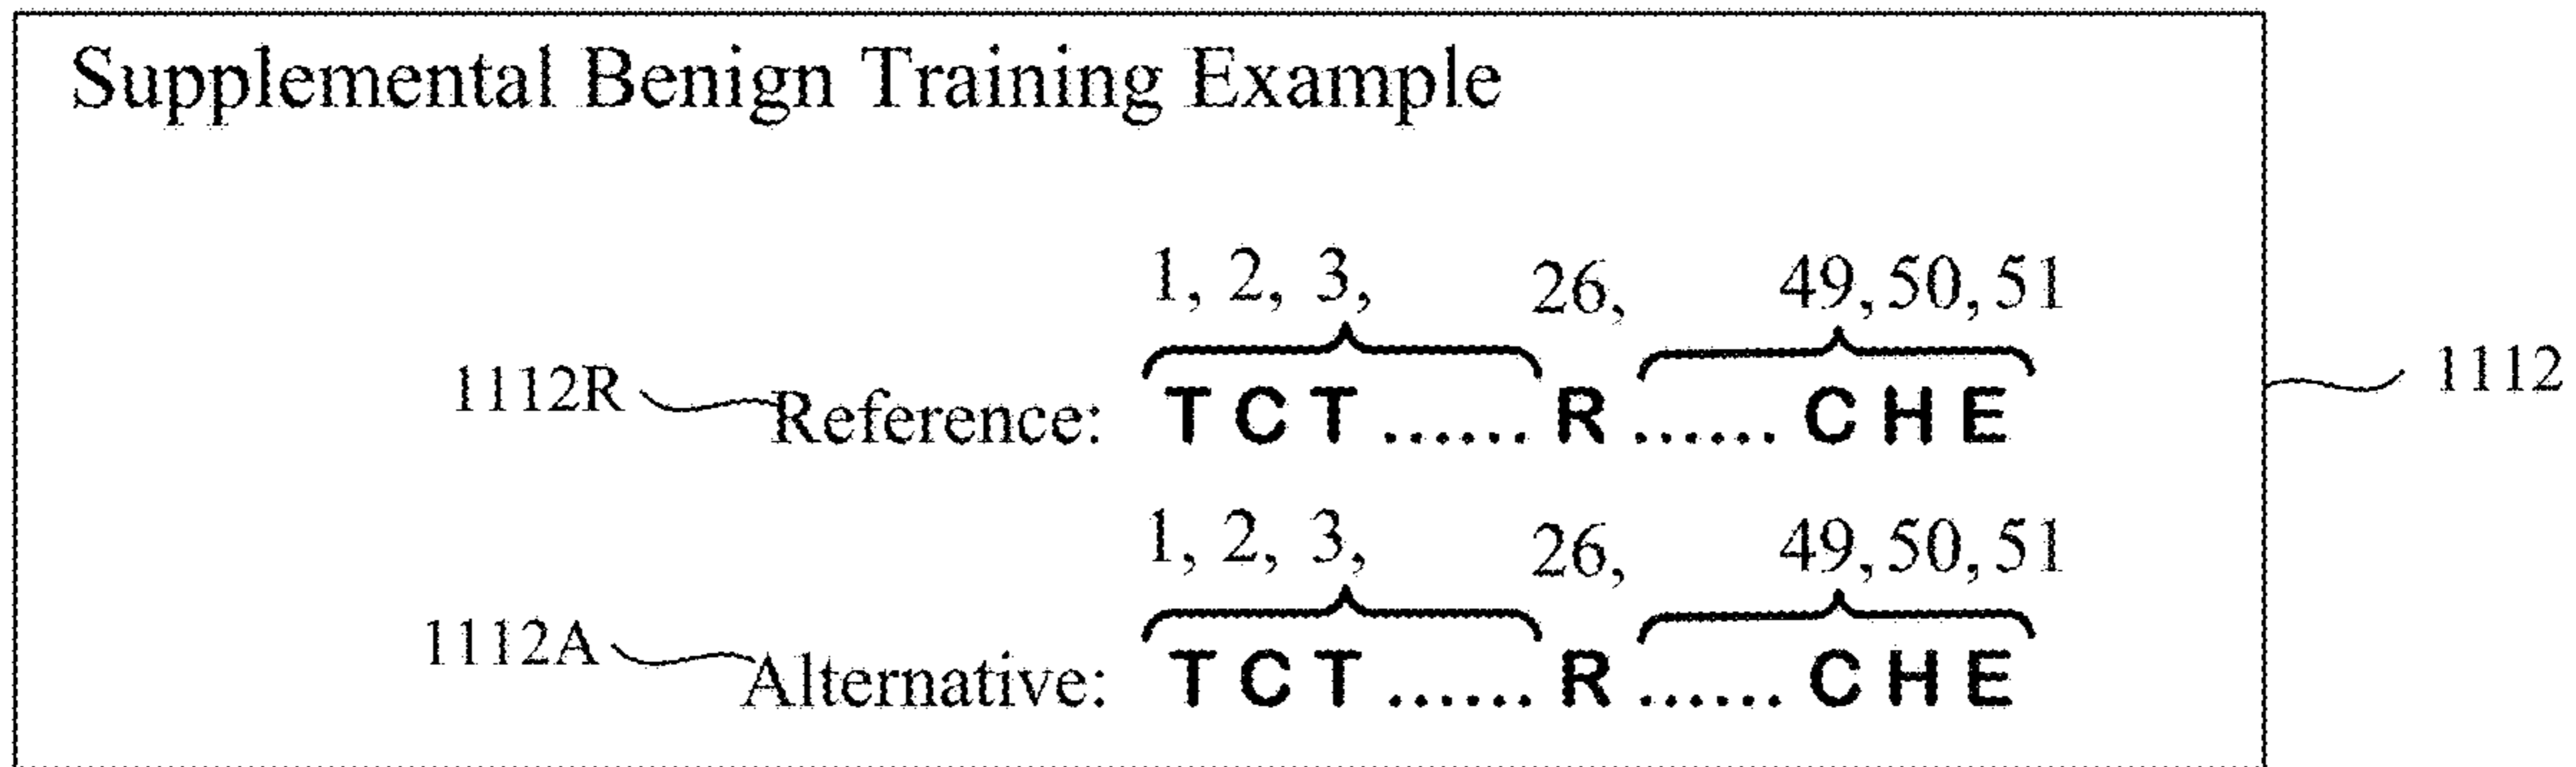 Supplemental Benign Training Example
1, 2, 3, 26, 49, 50, 51
1112R Reference: T C T ...... R ...... C H E 1112
1, 2, 3, 26, 49, 50, 51
1112A Alternative: T C T ...... R ...... C H E